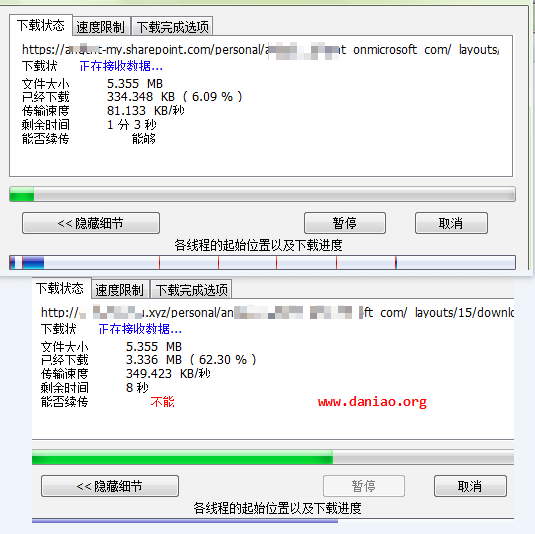 下载状态 速度限制 下载完成选项
-my.sharepoint.com/personal/ onmicrosoft com/ layouts/
下载状 正在接收数据...
文件大小 5.355 MB
已经下载 334.348 KB ( 6.09 % )
传输速度 81.133 KB/秒
剩余时间 1 分 3 秒
能否续传 能够
<< 隐藏细节 暂停 取消
各线程的起始位置以及下载进度
下载状态 速度限制 下载完成选项
http:/ .xyz/personal/an ft com/ layouts/15/downlo
下载状 正在接收数据...
文件大小 5.355 MB
已经下载 3.336 MB ( 62.30 % )
传输速度 349.423 KB/秒
剩余时间 8 秒
能否续传 不能
www.daniao.org
<< 隐藏细节 暂停 取消
各线程的起始位置以及下载进度